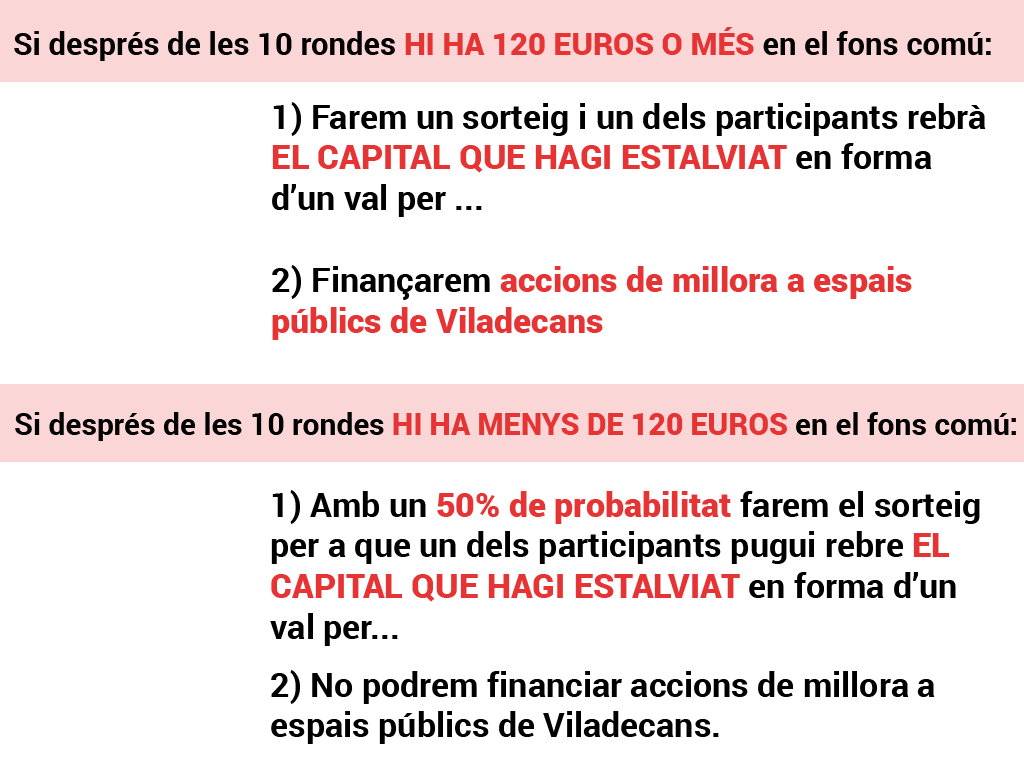 Si després de les 10 rondes HI HA 120 EUROS O MÉS en el fons comú:
1) Farem un sorteig i un dels participants rebrà
EL CAPITAL QUE HAGI ESTALVIAT en forma
d’un val per ...
2) Finançarem accions de millora a espais
públics de Viladecans
Si després de les 10 rondes HI HA MENYS DE 120 EUROS en el fons comú:
1) Amb un 50% de probabilitat farem el sorteig
per a que un dels participants pugui rebre EL
CAPITAL QUE HAGI ESTALVIAT en forma d’un
val per...
2) No podrem financiar accions de millora a
espais públics de Viladecans.